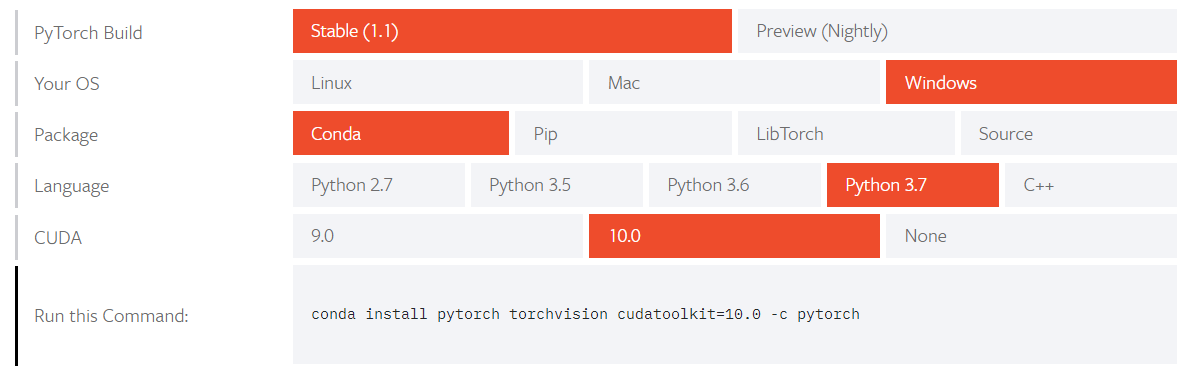 PyTorch Build Stable (1.1) Preview (Nightly)
Your OS Linux Mac Windows
Package Conda Pip LibTorch Source
Language Python 2.7 Python 3.5 Python 3.6 Python 3.7 C++
CUDA 9.0 10.0 None
Run this Command: conda install pytorch torchvision cudatoolkit=10.0 -c pytorch